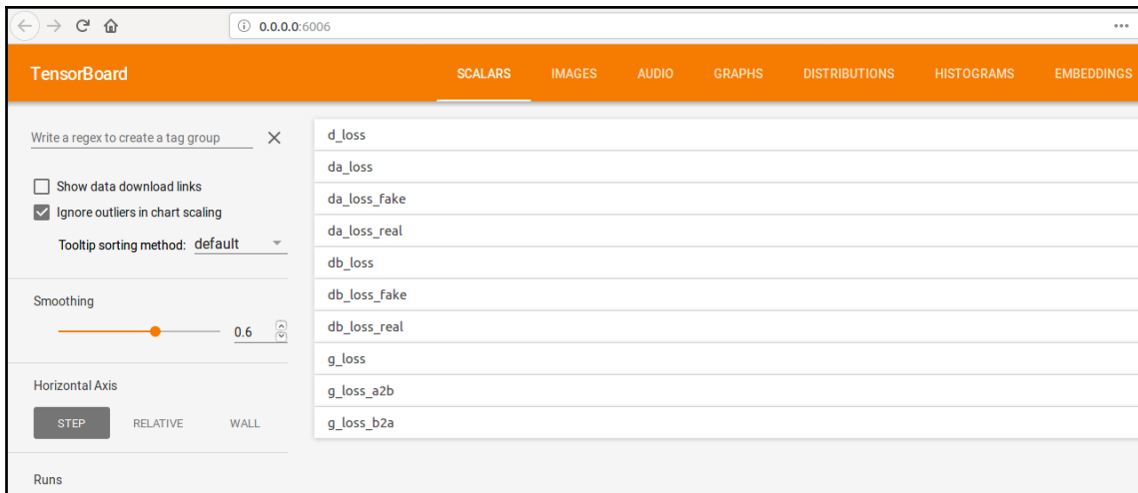 0.0.0.0:6006
TensorBoard
SCALARS IMAGES AUDIO GRAPHS DISTRIBUTIONS HISTOGRAMS EMBEDDINGS
Write a regex to create a tag group
Show data download links
Ignore outliers in chart scaling
Tooltip sorting method: default
Smoothing
0.6
Horizontal Axis
STEP RELATIVE WALL
Runs
d_loss
da_loss
da_loss_fake
da_loss_real
db_loss
db_loss_fake
db_loss_real
g_loss
g_loss_a2b
g_loss_b2a